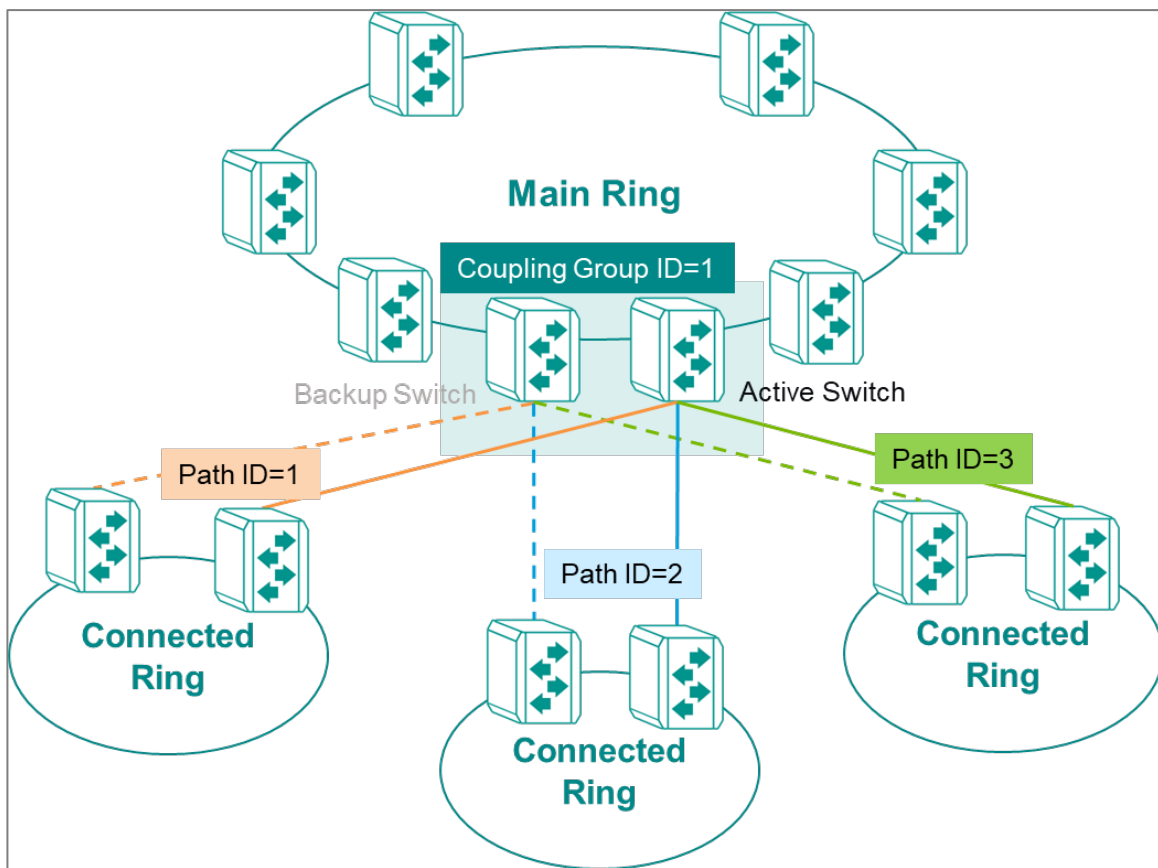 Main Ring
Coupling Group ID=1
Backup Switch
Active Switch
Path ID=1
Path ID=3
Path ID=2
Connected
Ring
Connected
Ring
Connected
Ring